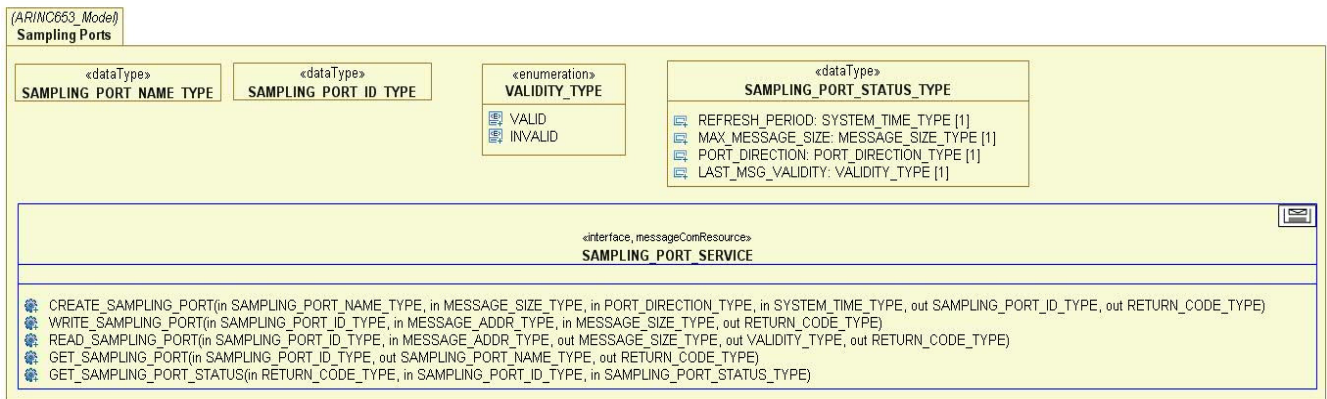 (ARINC653_Model)
Sampling Ports
«dataType»
SAMPLING_PORT_NAME_TYPE
«dataType»
SAMPLING_PORT_ID_TYPE
«enumeration»
VALIDITY_TYPE
VALID
INVALID
«dataType»
SAMPLING_PORT_STATUS_TYPE
REFRESH_PERIOD: SYSTEM_TIME_TYPE [1]
MAX_MESSAGE_SIZE: MESSAGE_SIZE_TYPE [1]
PORT_DIRECTION: PORT_DIRECTION_TYPE [1]
LAST_MSG_VALIDITY: VALIDITY_TYPE [1]
«interface, messageComResource»
SAMPLING_PORT_SERVICE
CREATE_SAMPLING_PORT(in SAMPLING_PORT_NAME_TYPE, in MESSAGE_SIZE_TYPE, in PORT_DIRECTION_TYPE, in SYSTEM_TIME_TYPE, out SAMPLING_PORT_ID_TYPE, out RETURN_CODE_TYPE)
WRITE_SAMPLING_PORT(in SAMPLING_PORT_ID_TYPE, in MESSAGE_ADDR_TYPE, in MESSAGE_SIZE_TYPE, out RETURN_CODE_TYPE)
READ_SAMPLING_PORT(in SAMPLING_PORT_ID_TYPE, in MESSAGE_ADDR_TYPE, out MESSAGE_SIZE_TYPE, out VALIDITY_TYPE, out RETURN_CODE_TYPE)
GET_SAMPLING_PORT(in SAMPLING_PORT_ID_TYPE, out SAMPLING_PORT_NAME_TYPE, out RETURN_CODE_TYPE)
GET_SAMPLING_PORT_STATUS(in RETURN_CODE_TYPE, in SAMPLING_PORT_ID_TYPE, in SAMPLING_PORT_STATUS_TYPE)